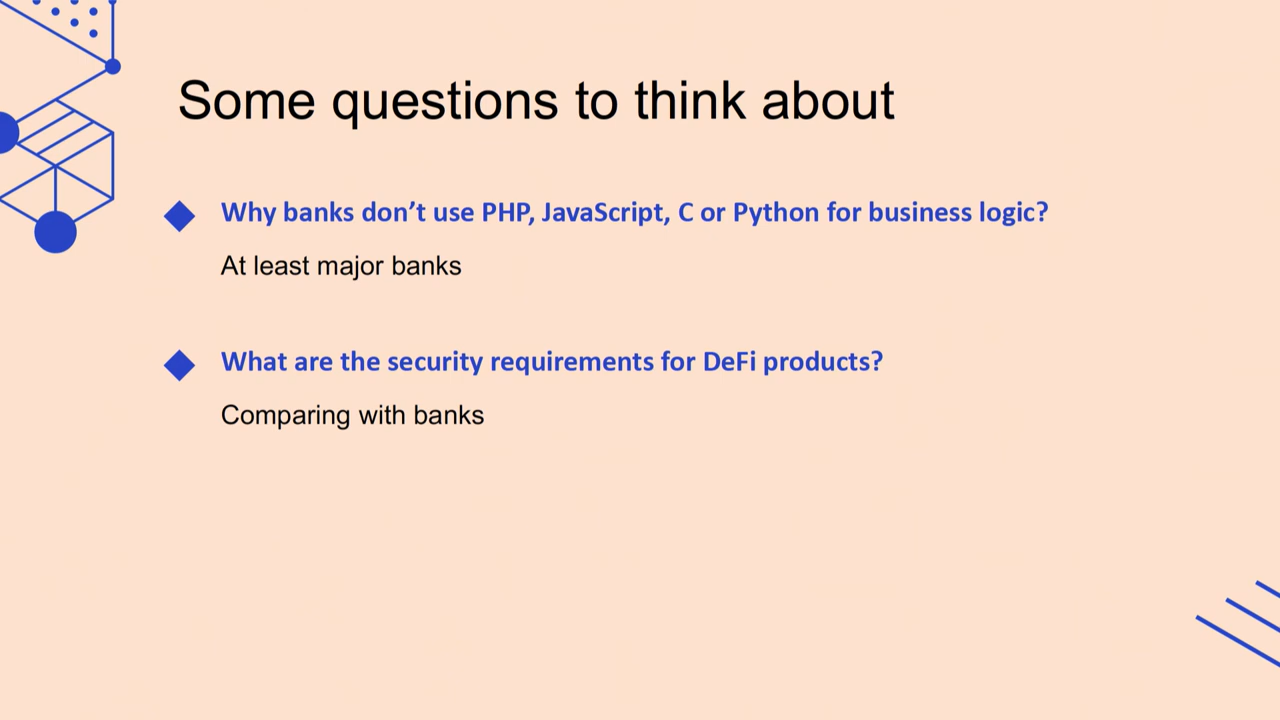 Some questions to think about
Why banks don’t use PHP, JavaScript, C or Python for business logic?
At least major banks
What are the security requirements for DeFi products?
Comparing with banks